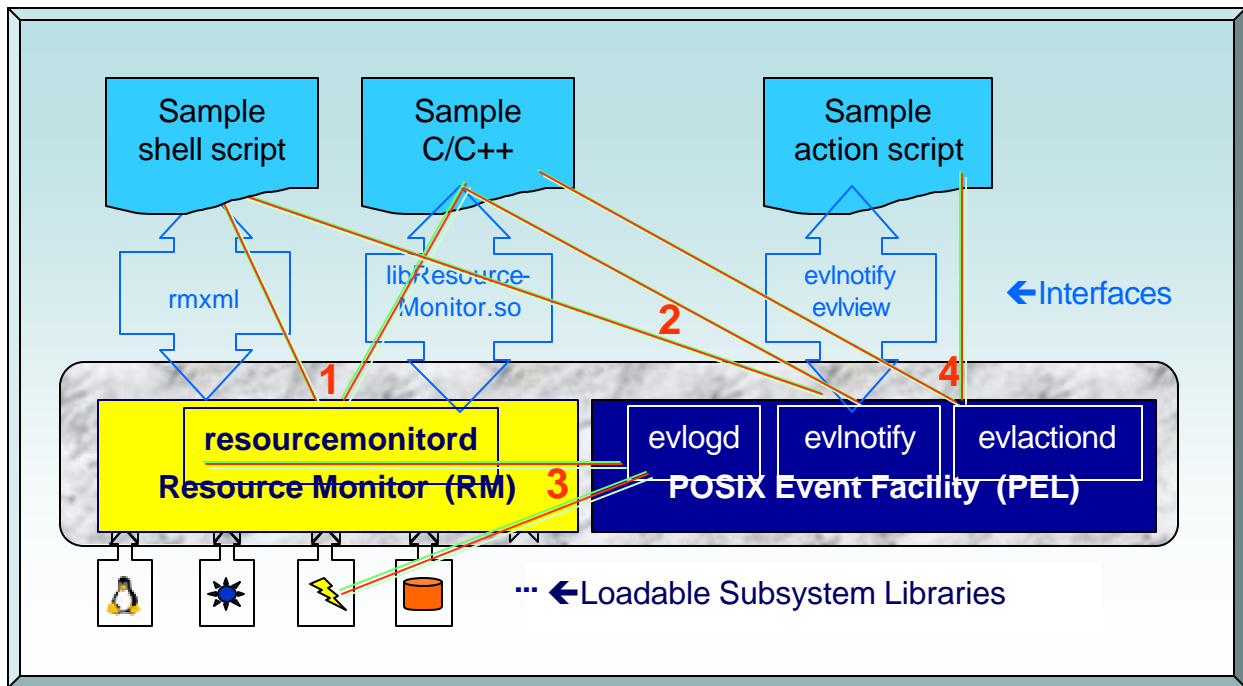 Sample
shell script
Sample
C/C++
Sample
action script
rmxml
libResource-
Monitor.so
evlnotify
evlview
←Interfaces
1
2
4
resourcemonitord
evlogd
evlnotify
evlactiond
Resource Monitor (RM)
3
POSIX Event Facility (PEL)
... ←Loadable Subsystem Libraries